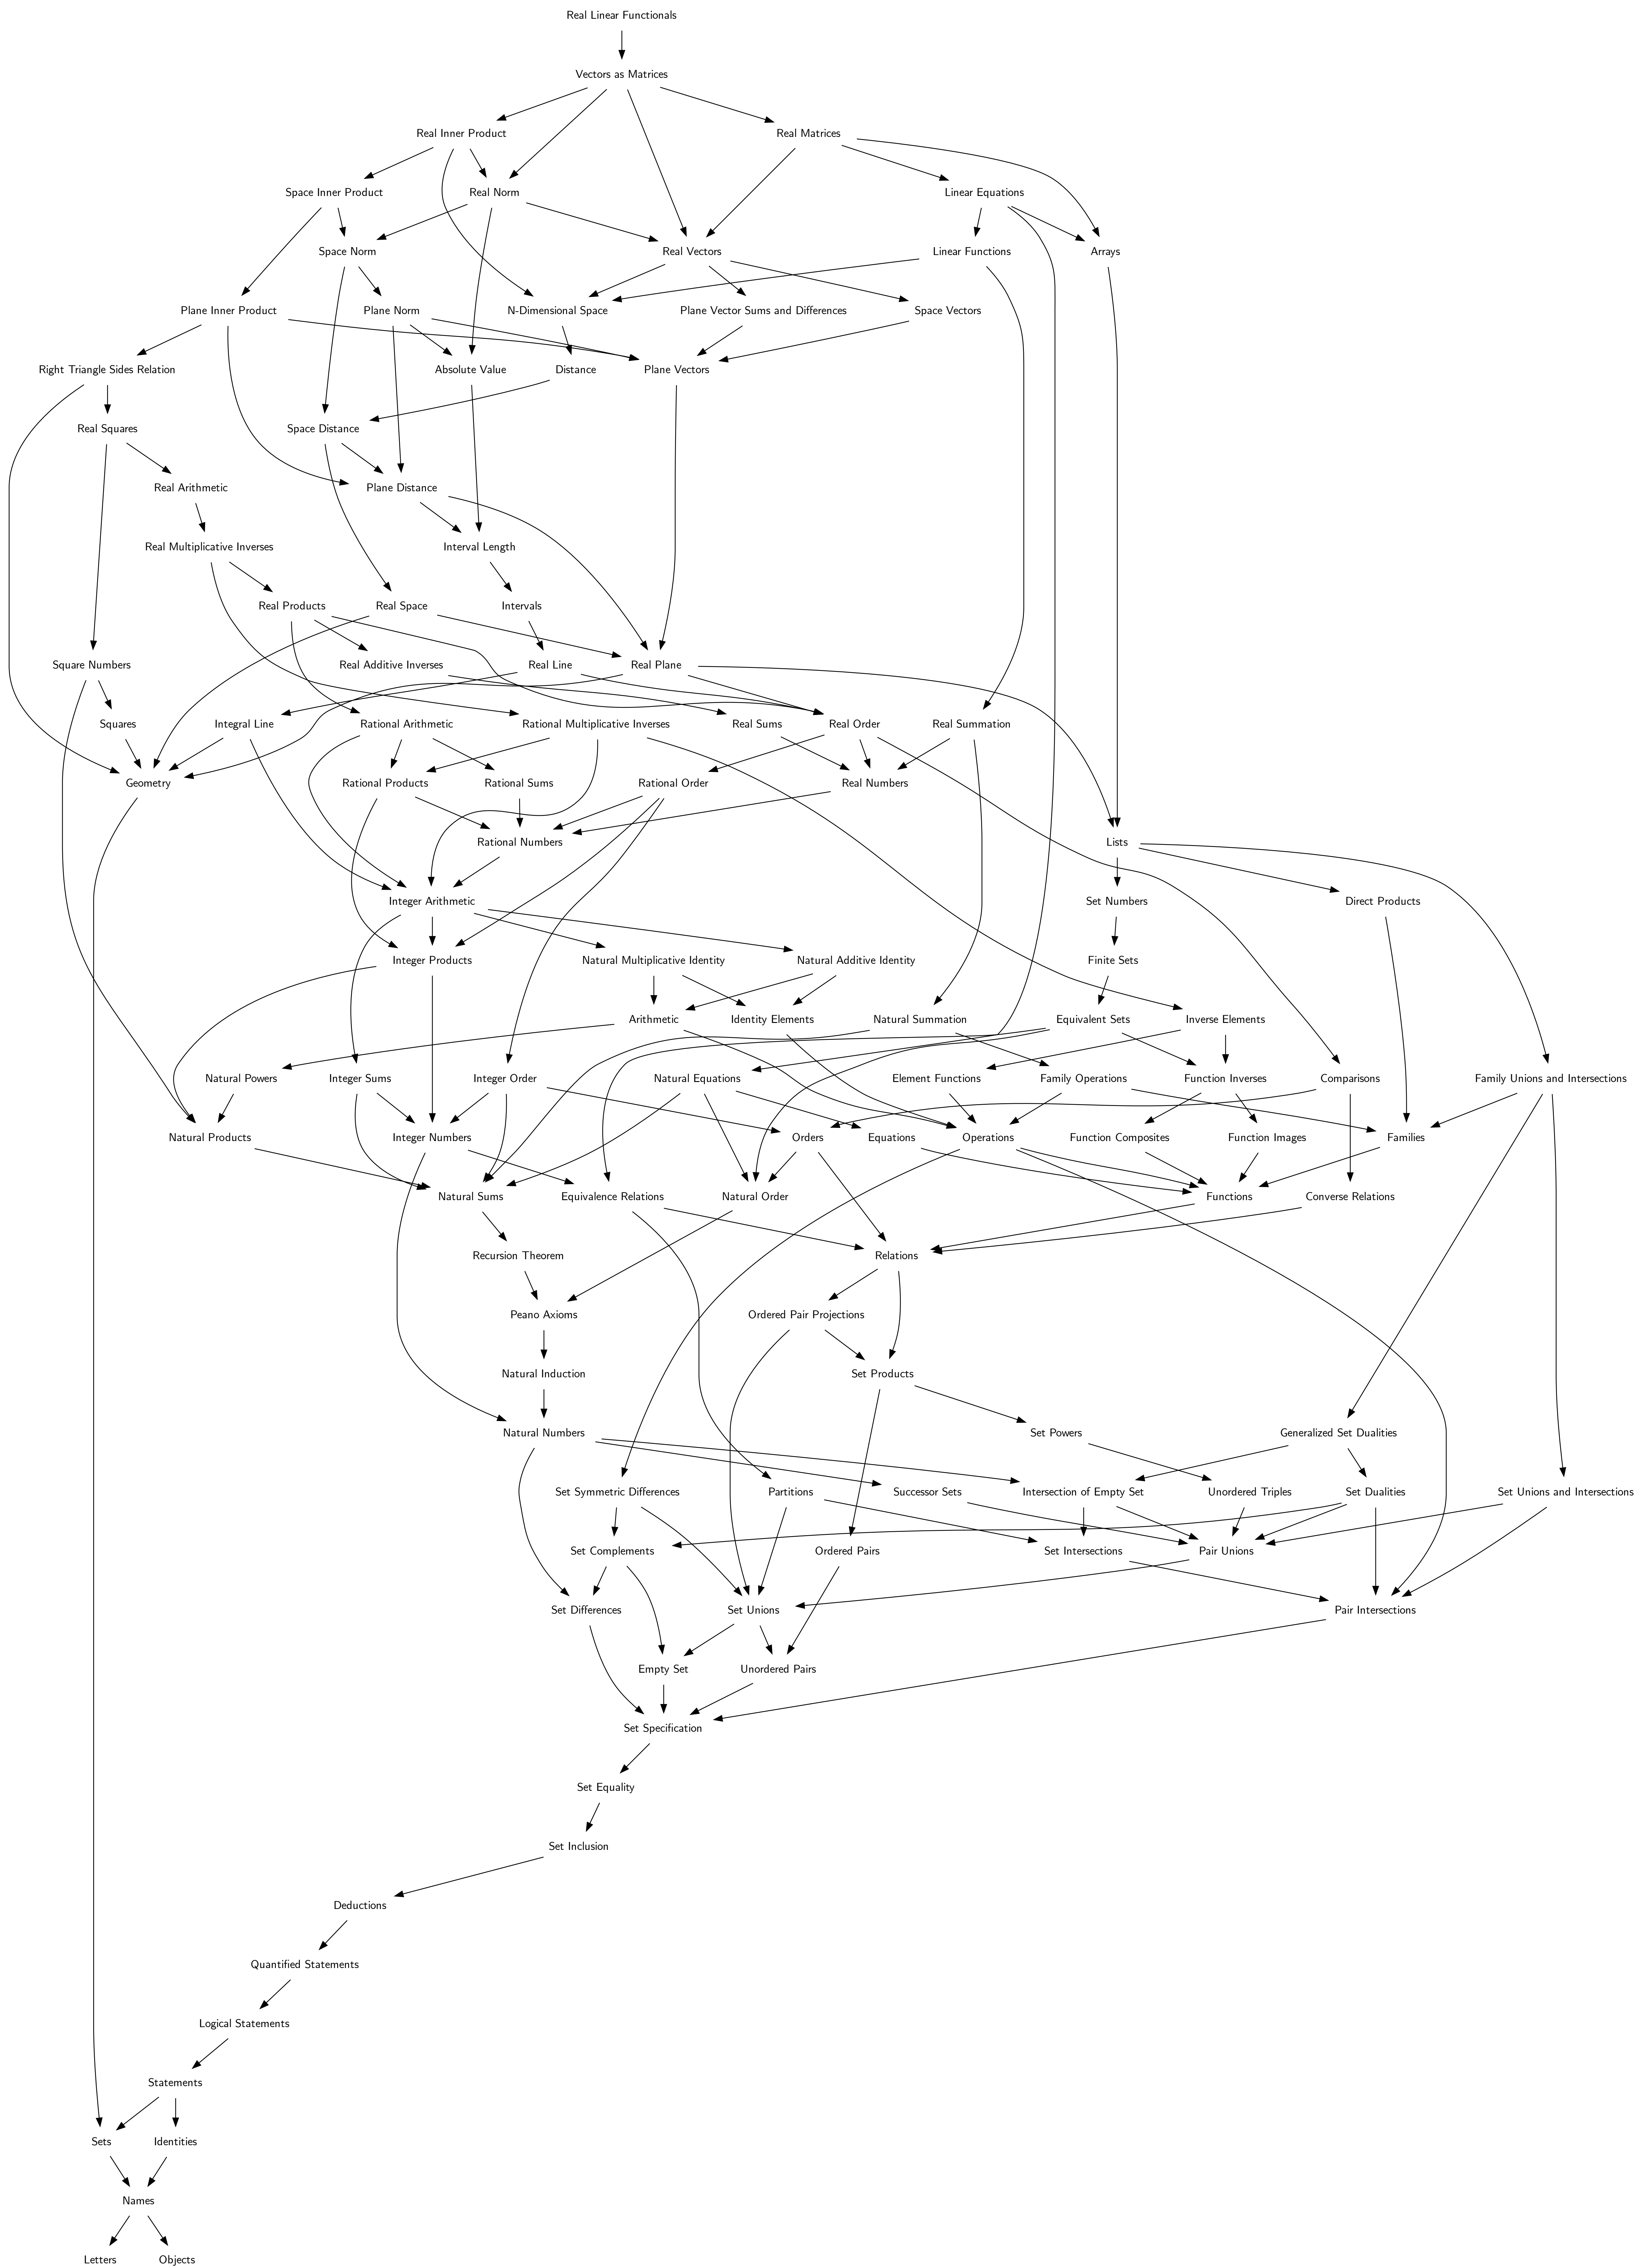 Real Linear Functionals
Vectors as Matrices
Real Inner Product
Real Matrices
Space Inner Product
Real Norm
Linear Equations
Space Norm
Real Vectors
Linear Functions
Arrays
Plane Inner Product
Plane Norm
N-Dimensional Space
Plane Vector Sums and Differences
Space Vectors
Right Triangle Sides Relation
Absolute Value
Distance
Plane Vectors
Real Squares
Space Distance
Real Arithmetic
Plane Distance
Real Multiplicative Inverses
Interval Length
Real Products
Real Space
Intervals
Square Numbers
Real Additive Inverses
Real Line
Real Plane
Squares
Integral Line
Rational Arithmetic
Rational Multiplicative Inverses
Real Sums
Real Order
Real Summation
Geometry
Rational Products
Rational Sums
Rational Order
Real Numbers
Rational Numbers
Lists
Integer Arithmetic
Set Numbers
Direct Products
Integer Products
Natural Multiplicative Identity
Natural Additive Identity
Finite Sets
Arithmetic
Identity Elements
Natural Summation
Equivalent Sets
Inverse Elements
Natural Powers
Integer Sums
Integer Order
Natural Equations
Element Functions
Family Operations
Function Inverses
Comparisons
Family Unions and Intersections
Natural Products
Integer Numbers
Orders
Equations
Operations
Function Composites
Function Images
Families
Natural Sums
Equivalence Relations
Natural Order
Functions
Converse Relations
Recursion Theorem
Relations
Peano Axioms
Ordered Pair Projections
Natural Induction
Set Products
Natural Numbers
Set Powers
Generalized Set Dualities
Set Symmetric Differences
Partitions
Successor Sets
Intersection of Empty Set
Unordered Triples
Set Dualities
Set Unions and Intersections
Set Complements
Ordered Pairs
Set Intersections
Pair Unions
Set Differences
Set Unions
Pair Intersections
Empty Set
Unordered Pairs
Set Specification
Set Equality
Set Inclusion
Deductions
Quantified Statements
Logical Statements
Statements
Sets
Identities
Names
Letters
Objects